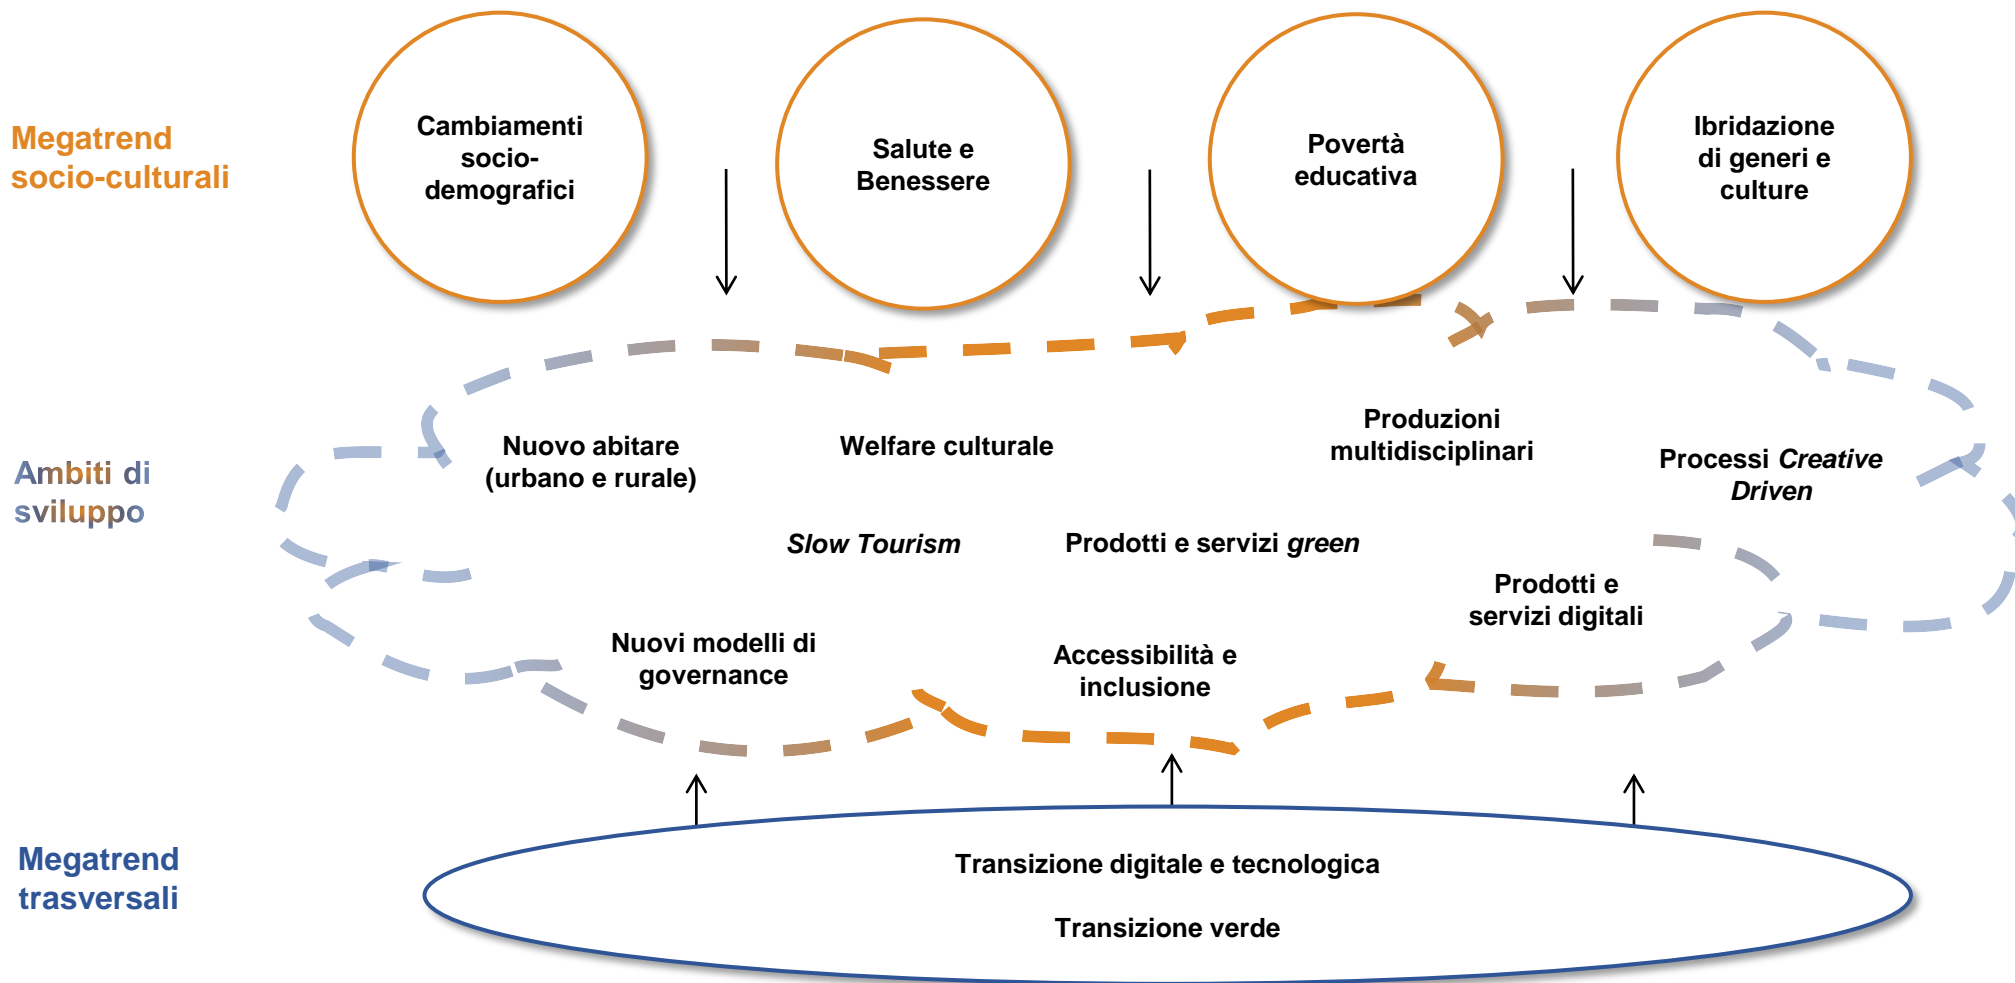 Megatrend
socio-culturali
Cambiamenti
socio-
demografici
Salute e
Benessere
Povertà
educativa
Ibridazione
di generi e
culture
Ambiti di
sviluppo
Nuovo abitare
(urbano e rurale)
Welfare culturale
Produzioni
multidisciplinari
Processi Creative
Driven
Slow Tourism
Prodotti e servizi green
Prodotti e
servizi digitali
Nuovi modelli di
governance
Accessibilità e
inclusione
Megatrend
trasversali
Transizione digitale e tecnologica
Transizione verde